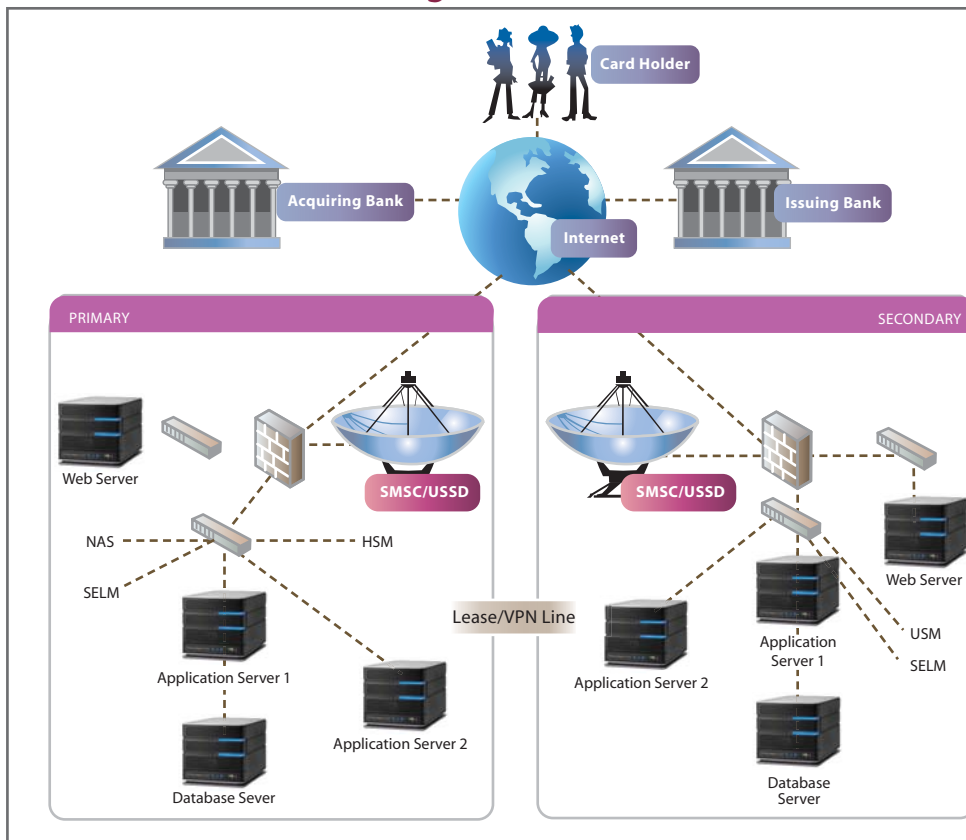 Card Holder
Acquiring Bank
Issuing Bank
Internet
PRIMARY
Web Server
SMSC/USSD
NAS
HSM
SELM
Application Server 1
Application Server 2
Database Sever
Lease/VPN Line
SECONDARY
SMSC/USSD
Web Server
Application
Server 1
USM
SELM
Application Server 2
Database
Server